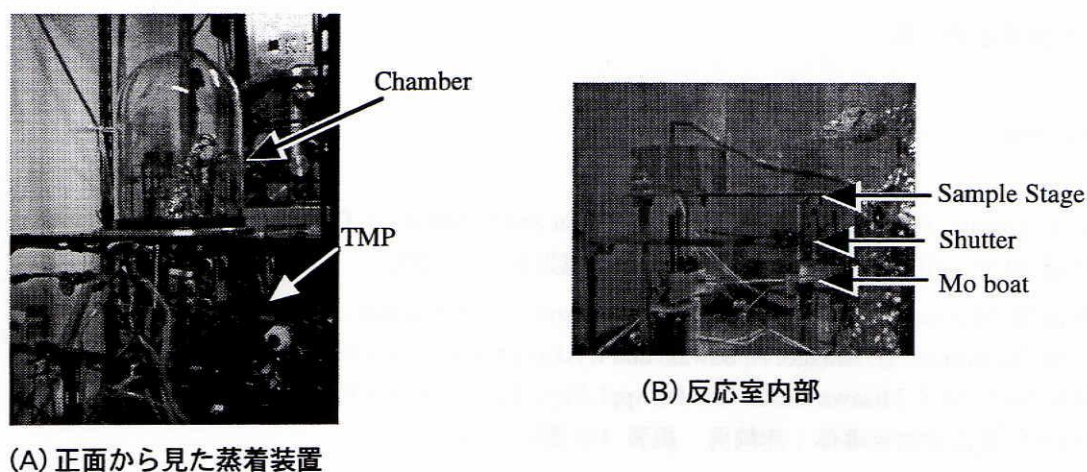 Chamber
TMP
(A) 正面から見た蒸着装置
Sample Stage
Shutter
Mo boat
(B) 反応室内部